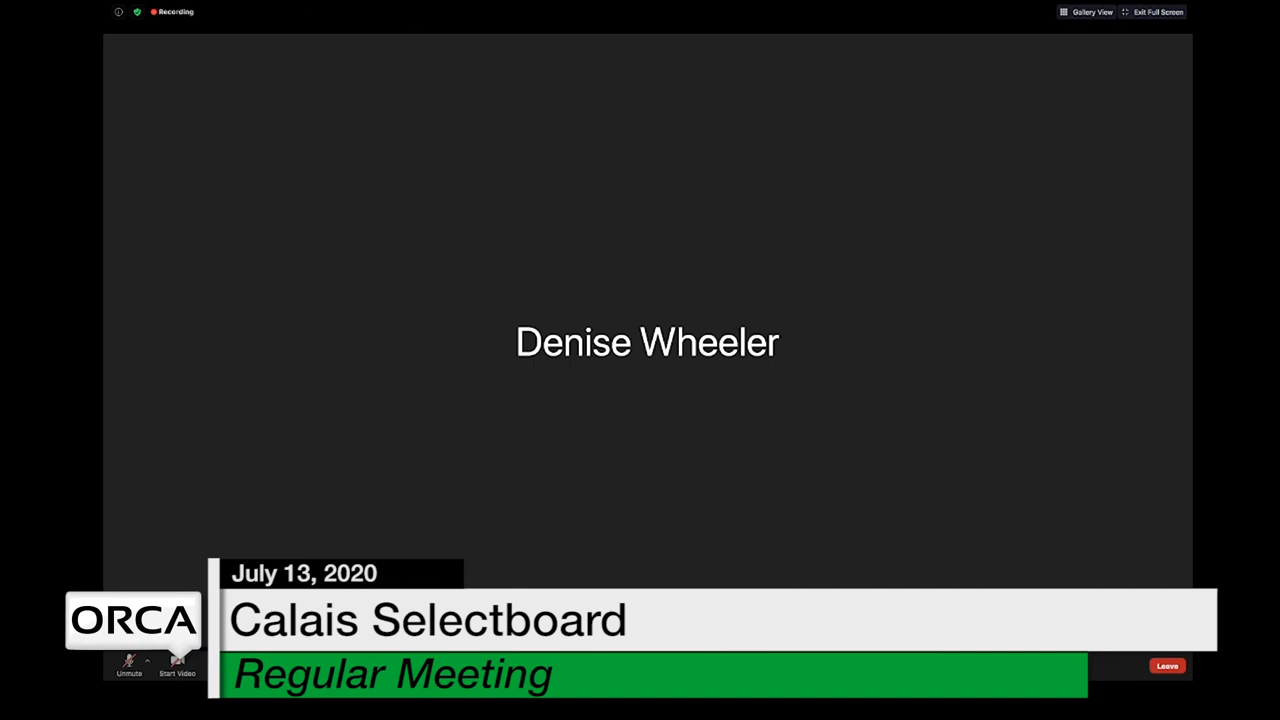 Recording
Gallery View
Exit Full Screen
Denise Wheeler
July 13, 2020
ORCA
Calais Selectboard
Regular Meeting
Unmute
Start Video
Leave